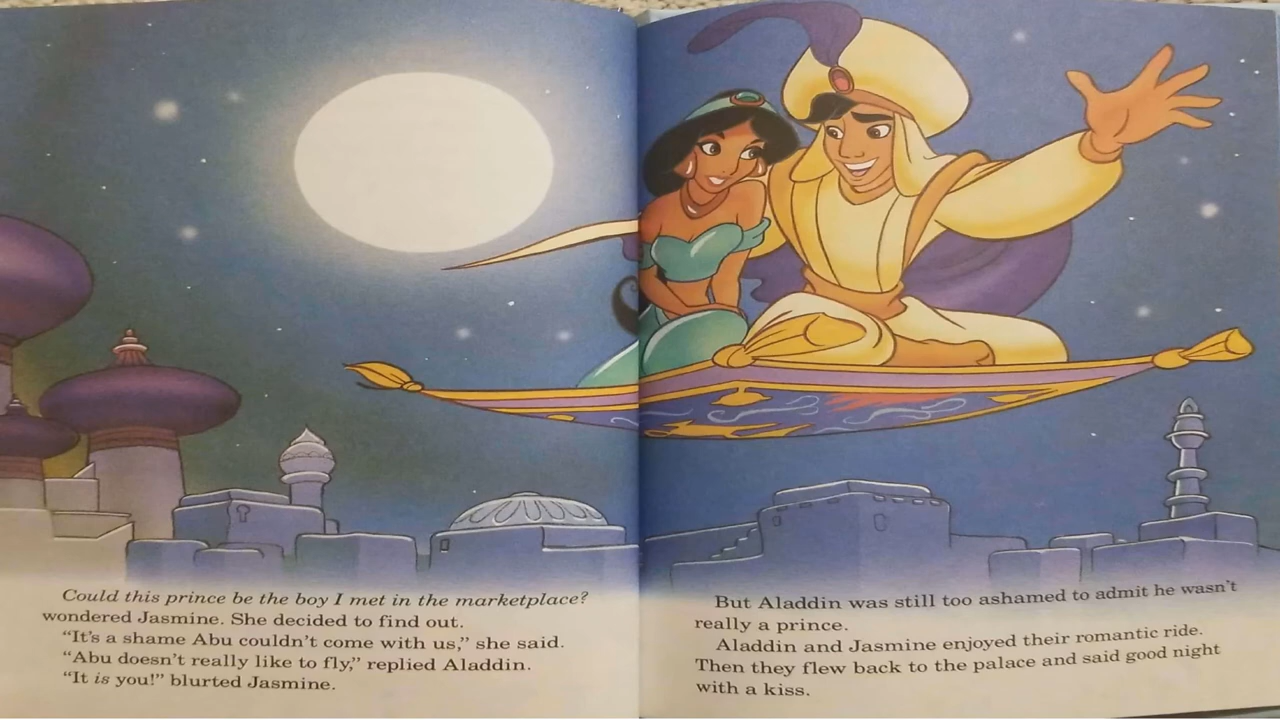 Could this prince be the boy I met in the marketplace?
wondered Jasmine. She decided to find out.
“It’s a shame Abu couldn’t come with us,” she said.
“Abu doesn’t really like to fly,” replied Aladdin.
“It is you!” blurted Jasmine.
But Aladdin was still too ashamed to admit he wasn’t
really a prince.
Aladdin and Jasmine enjoyed their romantic ride.
Then they flew back to the palace and said good night
with a kiss.